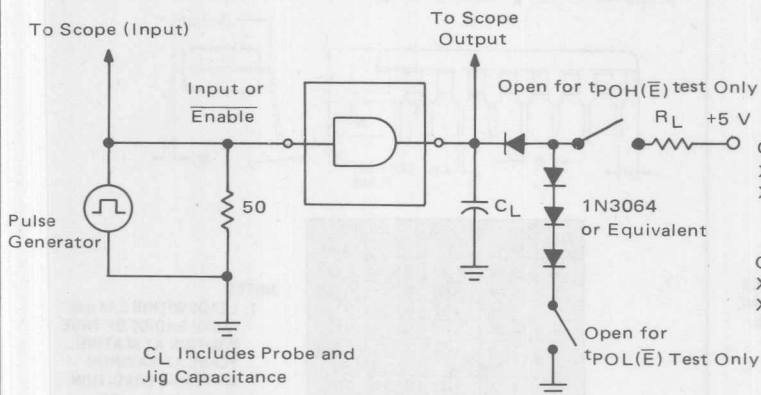 To Scope (Input)
To Scope
Output
Input or
Enable
Open for tPOH(E̅) test Only
RL
+5 V
Pulse
Generator
50
CL
1N3064
or Equivalent
Open for
tPOL(E̅) Test Only
CL Includes Probe and
Jig Capacitance